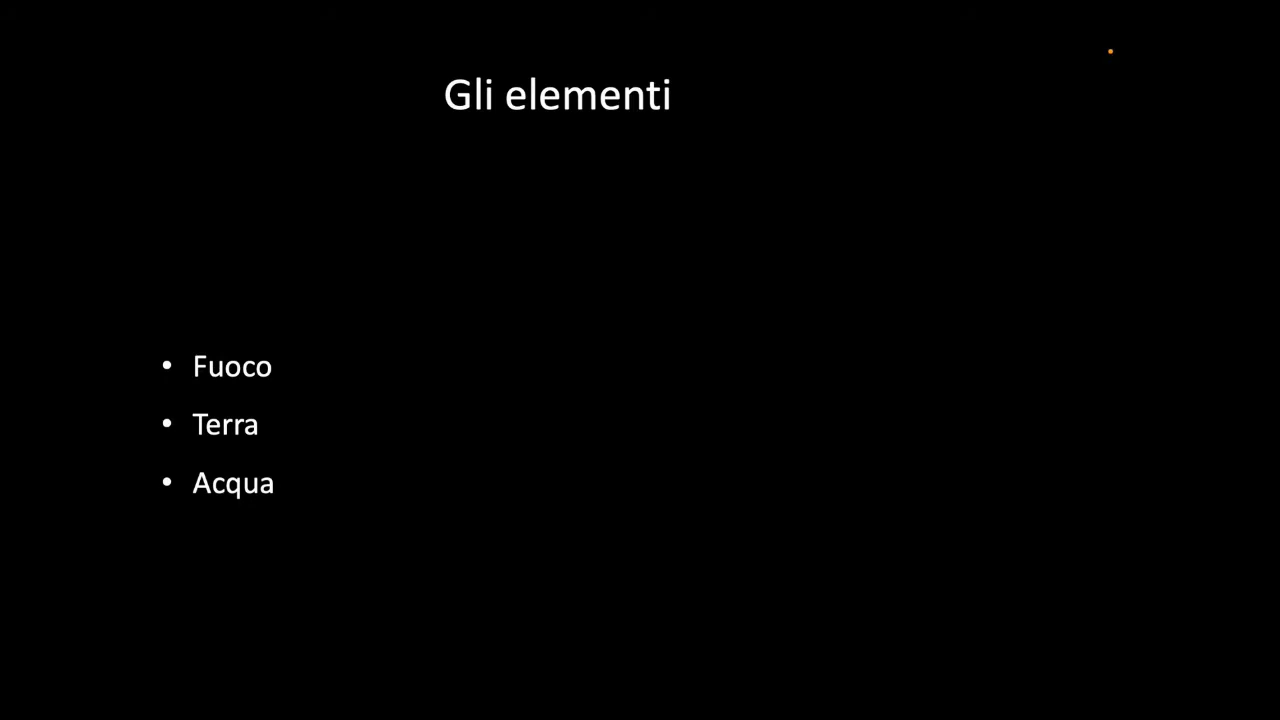 Gli elementi
• Fuoco
• Terra
• Acqua